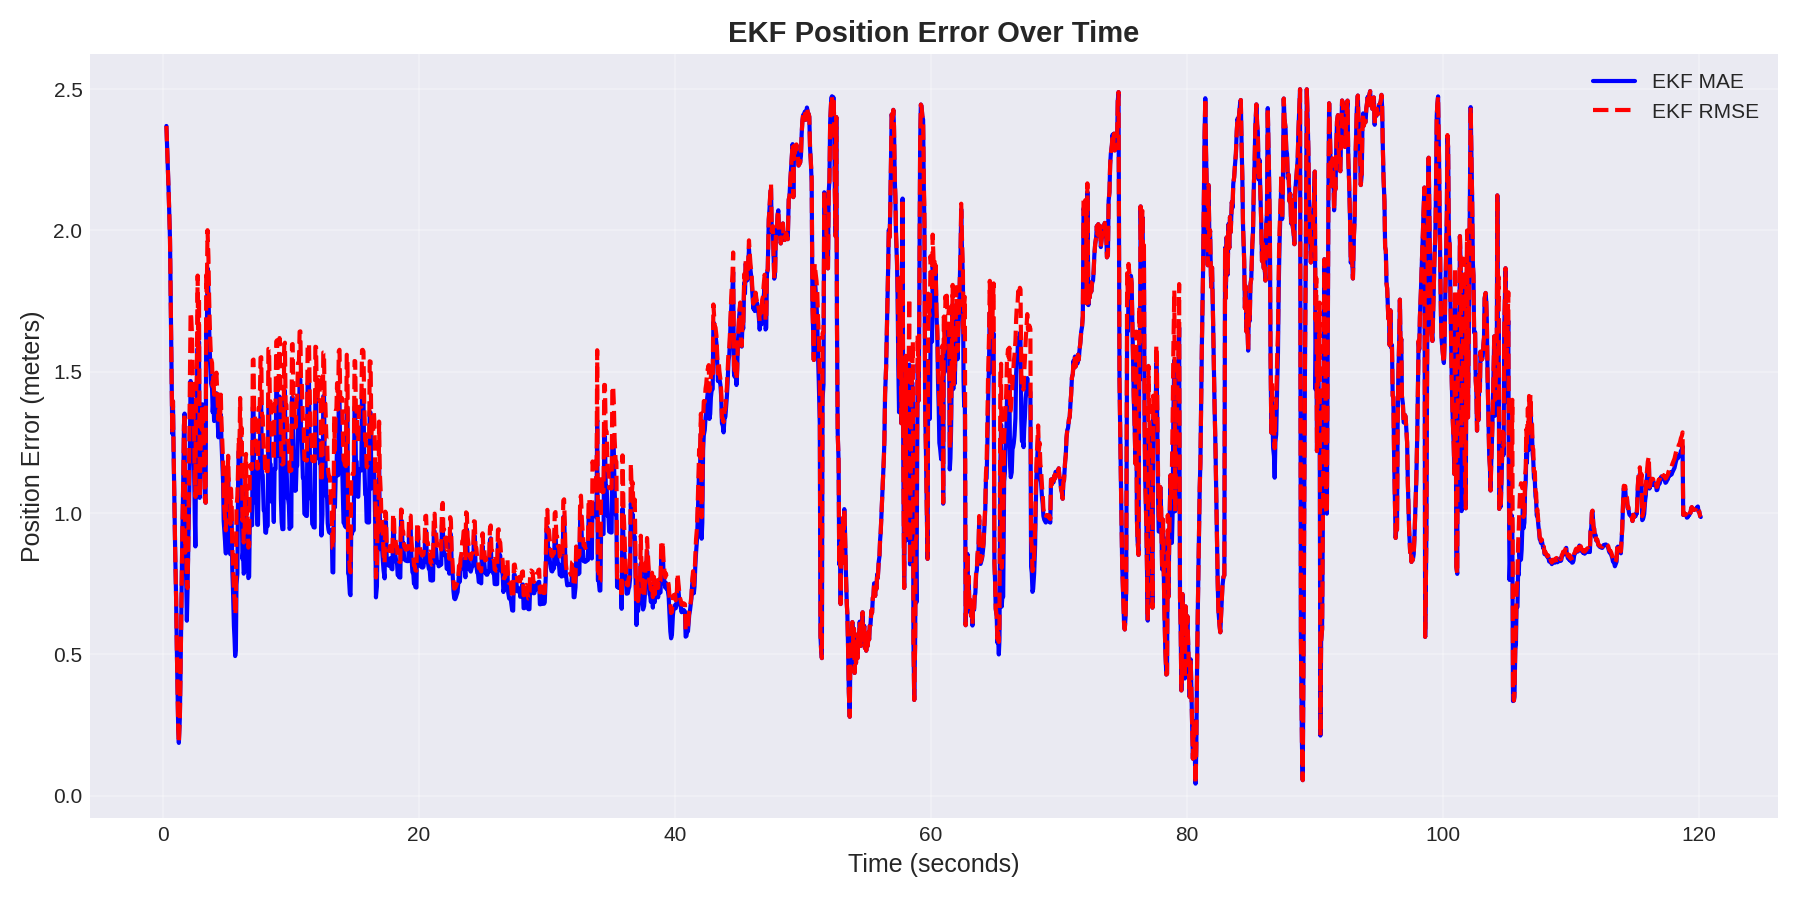 EKF Position Error Over Time
EKF MAE
EKF RMSE
Position Error (meters)
2.5
2.0
1.5
1.0
0.5
0.0
0 20 40 60 80 100 120
Time (seconds)